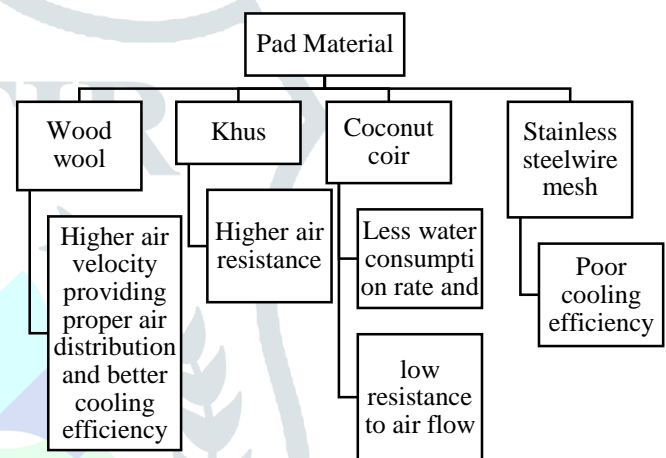 Pad Material
Wood
wool
Khus
Coconut
coir
Stainless
steelwire
mesh
Higher air
velocity
providing
proper air
distribution
and better
cooling
efficiency
Higher air
resistance
Less water
consumpti
on rate and
low
resistance
to air flow
Poor
cooling
efficiency